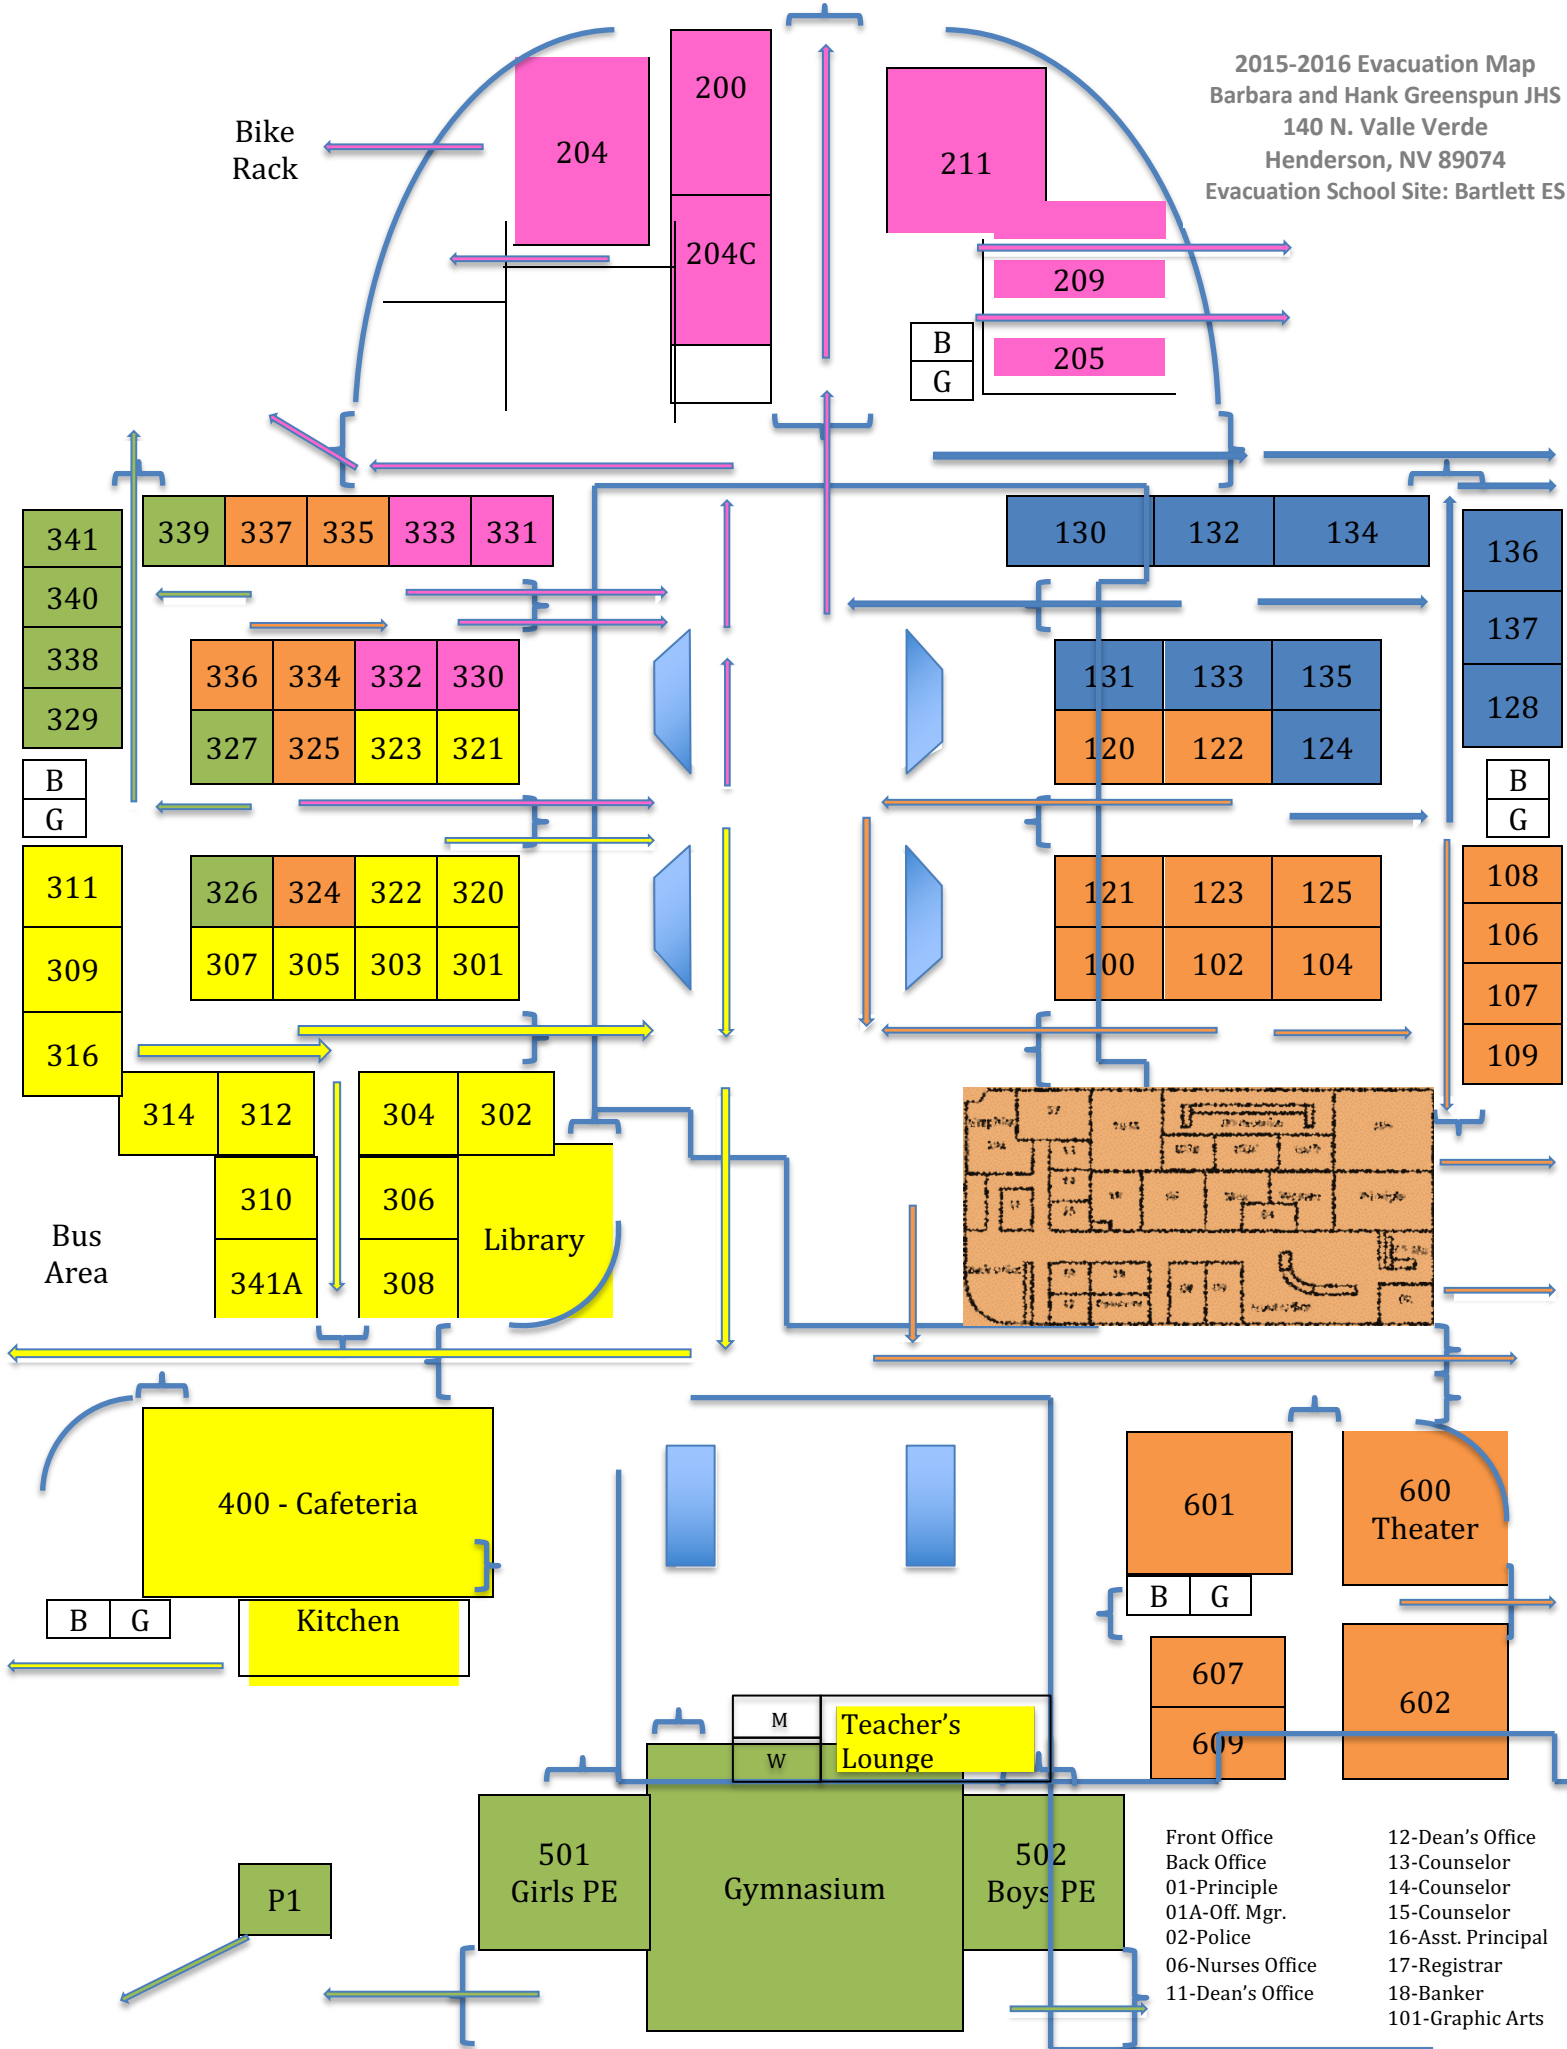 2015-2016 Evacuation Map
Barbara and Hank Greenspun JHS
140 N. Valle Verde
Henderson, NV 89074
Evacuation School Site: Bartlett ES
Bike
Rack
204
200
204C
211
209
205
B
G
339
337
335
333
331
341
340
338
329
336
334
332
330
327
325
323
321
B
G
326
324
322
320
307
305
303
301
311
309
316
314
312
304
302
310
306
341A
308
Library
Bus
Area
130
132
134
136
137
128
131
133
135
120
122
124
B
G
121
123
125
100
102
104
108
106
107
109
400 - Cafeteria
B
G
Kitchen
601
600
Theater
B
G
607
609
602
M
W
Teacher's
Lounge
501
Girls PE
Gymnasium
502
Boys PE
P1
Front Office
Back Office
01-Principle
01A-Off. Mgr.
02-Police
06-Nurses Office
11-Dean's Office
12-Dean's Office
13-Counselor
14-Counselor
15-Counselor
16-Asst. Principal
17-Registrar
18-Banker
101-Graphic Arts